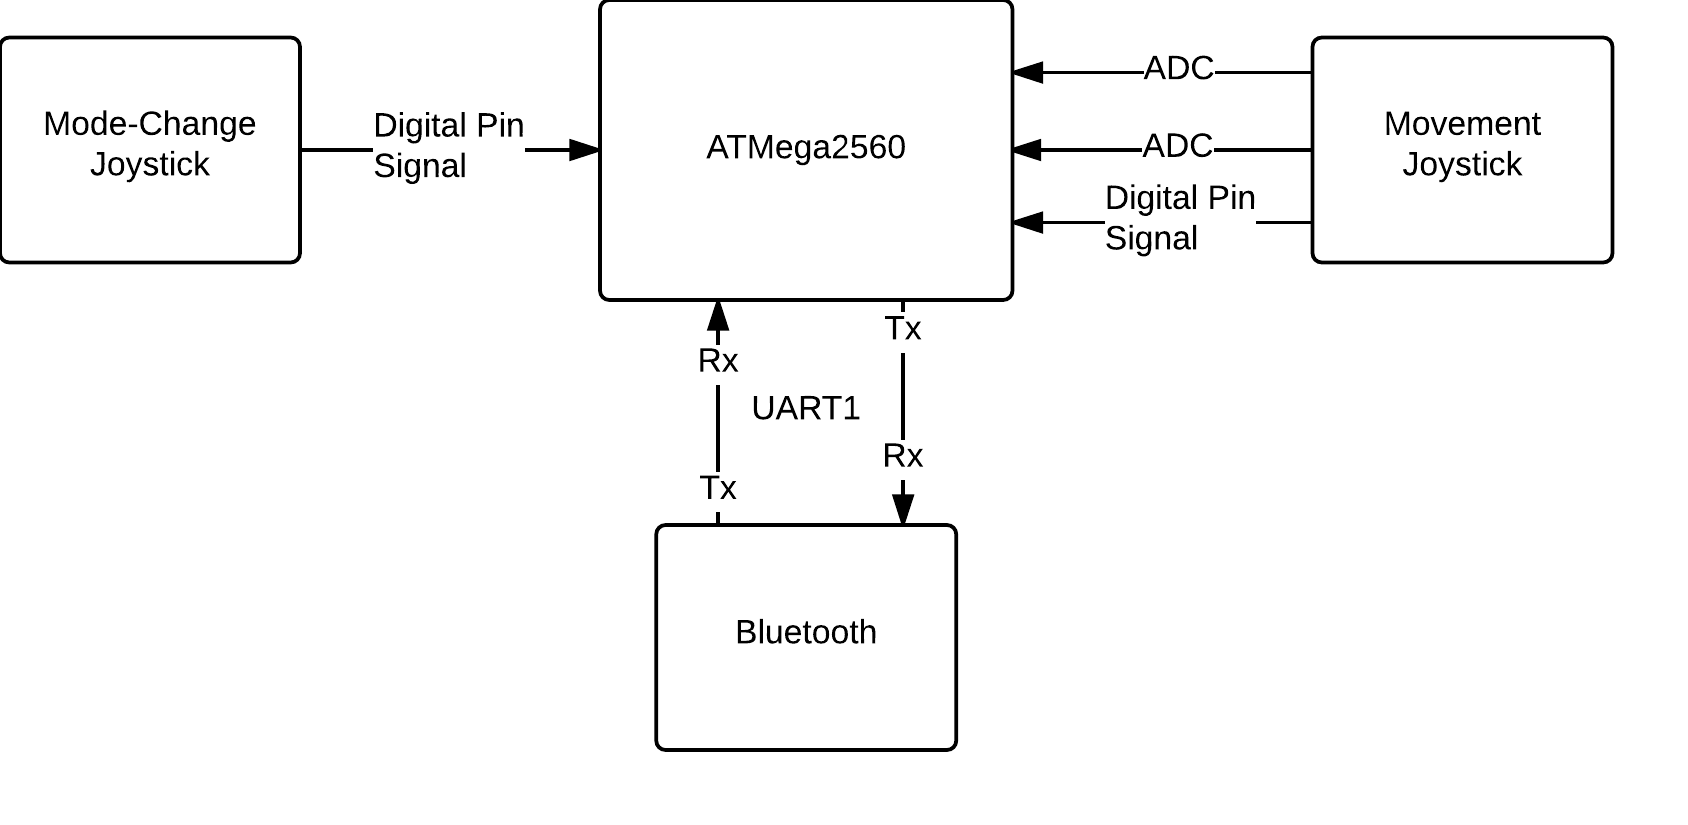 Mode-Change
Joystick
Digital Pin
Signal
ATMega2560
ADC
ADC
Digital Pin
Signal
Movement
Joystick
Tx
Rx
UART1
Rx
Tx
Bluetooth